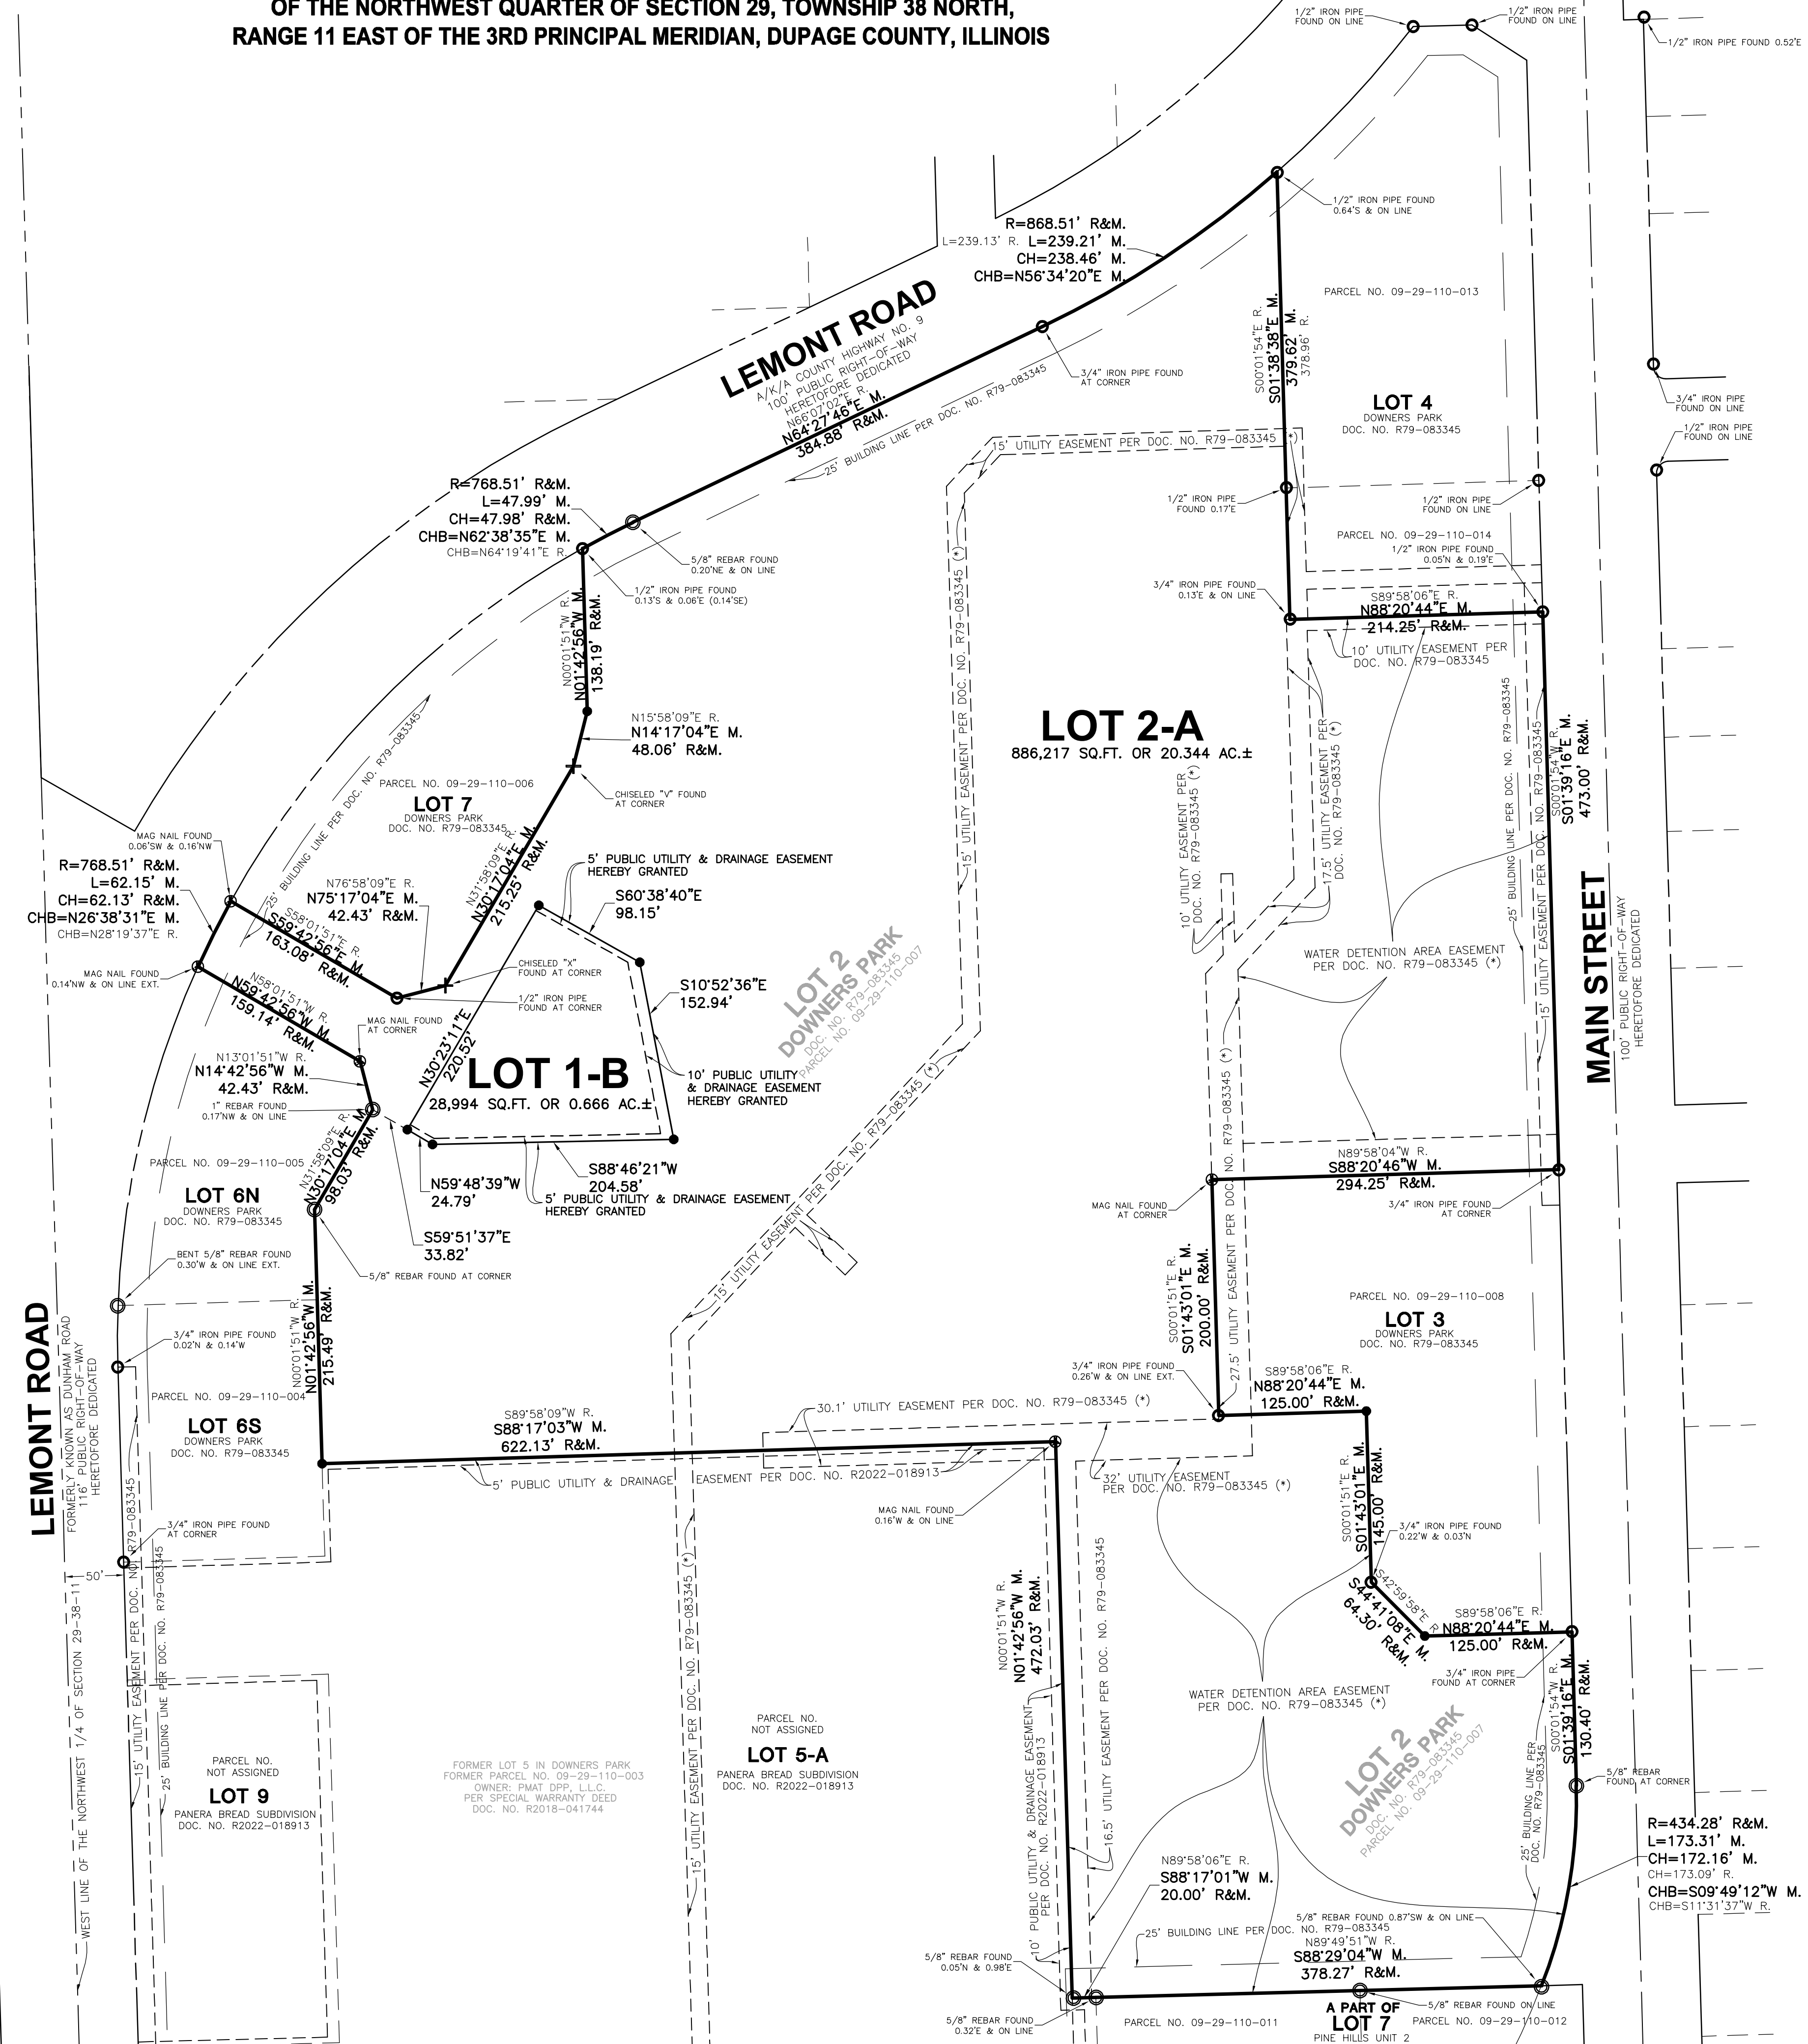 OF THE NORTHWEST QUARTER OF SECTION 29, TOWNSHIP 38 NORTH,
RANGE 11 EAST OF THE 3RD PRINCIPAL MERIDIAN, DUPAGE COUNTY, ILLINOIS
1/2" IRON PIPE
FOUND ON LINE
1/2" IRON PIPE
FOUND ON LINE
1/2" IRON PIPE FOUND 0.52'E
1/2" IRON PIPE FOUND
0.64'S & ON LINE
R=868.51' R&M.
L=239.13' R. L=239.21' M.
CH=238.46' M.
CHB=N56°34'20"E M.
PARCEL NO. 09-29-110-013
LEMONT ROAD
A/K/A COUNTY HIGHWAY NO. 9
100' PUBLIC RIGHT-OF-WAY
HERETOFORE DEDICATED
N66°07'02"E R.
N64°27'46"E M.
384.88' R&M.
25' BUILDING LINE PER DOC. NO. R79-083345
3/4" IRON PIPE FOUND
AT CORNER
S00°01'54"E R.
S01°38'38"E M.
379.62' M.
378.96' R.
LOT 4
DOWNERS PARK
DOC. NO. R79-083345
3/4" IRON PIPE
FOUND ON LINE
1/2" IRON PIPE
FOUND ON LINE
15' UTILITY EASEMENT PER DOC. NO. R79-083345 (*)
R=768.51' R&M.
L=47.99' M.
CH=47.98' R&M.
CHB=N62°38'35"E M.
CHB=N64°19'41"E R.
1/2" IRON PIPE
FOUND 0.17'E
1/2" IRON PIPE
FOUND ON LINE
PARCEL NO. 09-29-110-014
1/2" IRON PIPE FOUND
0.05'N & 0.19'E
5/8" REBAR FOUND
0.20'NE & ON LINE
1/2" IRON PIPE FOUND
0.13'S & 0.06'E (0.14'SE)
3/4" IRON PIPE FOUND
0.13'E & ON LINE
S89°58'06"E R.
N88°20'44"E M.
214.25' R&M.
10' UTILITY EASEMENT PER
DOC. NO. R79-083345
N00°01'51"W R.
N01°42'56"W M.
138.19' R&M.
15' UTILITY EASEMENT PER DOC. NO. R79-083345 (*)
N15°58'09"E R.
N14°17'04"E M.
48.06' R&M.
LOT 2-A
886,217 SQ.FT. OR 20.344 AC.±
17.5' UTILITY EASEMENT PER
DOC. NO. R79-083345 (*)
10' UTILITY EASEMENT PER
DOC. NO. R79-083345 (*)
25' BUILDING LINE PER DOC. NO. R79-083345
15' UTILITY EASEMENT PER DOC. NO. R79-083345
S00°01'54"W R.
S01°39'16"E M.
473.00' R&M.
25' BUILDING LINE PER DOC. NO. R79-083345
PARCEL NO. 09-29-110-006
LOT 7
DOWNERS PARK
DOC. NO. R79-083345
CHISELED "V" FOUND
AT CORNER
MAG NAIL FOUND
0.06'SW & 0.16'NW
R=768.51' R&M.
L=62.15' M.
CH=62.13' R&M.
CHB=N26°38'31"E M.
CHB=N28°19'37"E R.
N31°58'09"E R.
N30°17'04"E M.
215.25' R&M.
5' PUBLIC UTILITY & DRAINAGE EASEMENT
HEREBY GRANTED
S60°38'40"E
98.15'
N76°58'09"E R.
N75°17'04"E M.
42.43' R&M.
S58°01'51"E R.
S59°42'56"E M.
163.08' R&M.
MAG NAIL FOUND
0.14'NW & ON LINE EXT.
CHISELED "X"
FOUND AT CORNER
1/2" IRON PIPE
FOUND AT CORNER
N58°01'51"W R.
N59°42'56"W M.
159.14' R&M.
MAG NAIL FOUND
AT CORNER
S10°52'36"E
152.94'
LOT 2
DOWNERS PARK
DOC. NO. R79-083345
PARCEL NO. 09-29-110-007
WATER DETENTION AREA EASEMENT
PER DOC. NO. R79-083345 (*)
MAIN STREET
100' PUBLIC RIGHT-OF-WAY
HERETOFORE DEDICATED
N13°01'51"W R.
N14°42'56"W M.
42.43' R&M.
N30°23'11"E
220.52'
LOT 1-B
28,994 SQ.FT. OR 0.666 AC.±
10' PUBLIC UTILITY
& DRAINAGE EASEMENT
HEREBY GRANTED
1" REBAR FOUND
0.17'NW & ON LINE
N31°58'09"E R.
N30°17'04"E M.
98.03' R&M.
PARCEL NO. 09-29-110-005
LOT 6N
DOWNERS PARK
DOC. NO. R79-083345
N59°48'39"W
24.79'
S88°46'21"W
204.58'
5' PUBLIC UTILITY & DRAINAGE EASEMENT
HEREBY GRANTED
S59°51'37"E
33.82'
15' UTILITY EASEMENT PER DOC. NO. R79-083345 (*)
N89°58'04"W R.
S88°20'46"W M.
294.25' R&M.
MAG NAIL FOUND
AT CORNER
3/4" IRON PIPE FOUND
AT CORNER
BENT 5/8" REBAR FOUND
0.30'W & ON LINE EXT.
5/8" REBAR FOUND AT CORNER
S00°01'51"E R.
S01°43'01"E M.
200.00' R&M.
27.5' UTILITY EASEMENT PER DOC. NO. R79-083345 (*)
PARCEL NO. 09-29-110-008
LOT 3
DOWNERS PARK
DOC. NO. R79-083345
LEMONT ROAD
FORMERLY KNOWN AS DUNHAM ROAD
116' PUBLIC RIGHT-OF-WAY
HERETOFORE DEDICATED
3/4" IRON PIPE FOUND
0.02'N & 0.14'W
N00°01'51"W R.
N01°42'56"W M.
215.49' R&M.
PARCEL NO. 09-29-110-004
LOT 6S
DOWNERS PARK
DOC. NO. R79-083345
3/4" IRON PIPE FOUND
0.26'W & ON LINE EXT.
S89°58'06"E R.
N88°20'44"E M.
125.00' R&M.
S89°58'09"W R.
S88°17'03"W M.
622.13' R&M.
30.1' UTILITY EASEMENT PER DOC. NO. R79-083345 (*)
5' PUBLIC UTILITY & DRAINAGE EASEMENT PER DOC. NO. R2022-018913
32' UTILITY EASEMENT
PER DOC. NO. R79-083345 (*)
MAG NAIL FOUND
0.16'W & ON LINE
S00°01'51"E R.
S01°43'01"E M.
145.00' R&M.
3/4" IRON PIPE FOUND
0.22'W & 0.03'N
3/4" IRON PIPE FOUND
AT CORNER
50'
S42°59'58"E R
S44°41'08"E M.
64.30' R&M.
S89°58'06"E R.
N88°20'44"E M.
125.00' R&M.
3/4" IRON PIPE
FOUND AT CORNER
WEST LINE OF THE NORTHWEST 1/4 OF SECTION 29-38-11
15' UTILITY EASEMENT PER DOC. NO. R79-083345
25' BUILDING LINE PER DOC. NO. R79-083345
15' UTILITY EASEMENT PER DOC. NO. R79-083345 (*)
N00°01'51"W R.
N01°42'56"W M.
472.03' R&M.
16.5' UTILITY EASEMENT PER DOC. NO. R79-083345
10' PUBLIC UTILITY & DRAINAGE EASEMENT
PER DOC. NO. R2022-018913
WATER DETENTION AREA EASEMENT
PER DOC. NO. R79-083345 (*)
S00°01'54"W R.
S01°39'16"E M.
130.40' R&M.
PARCEL NO.
NOT ASSIGNED
LOT 9
PANERA BREAD SUBDIVISION
DOC. NO. R2022-018913
FORMER LOT 5 IN DOWNERS PARK
FORMER PARCEL NO. 09-29-110-003
OWNER: PMAT DPP, L.L.C.
PER SPECIAL WARRANTY DEED
DOC. NO. R2018-041744
PARCEL NO.
NOT ASSIGNED
LOT 5-A
PANERA BREAD SUBDIVISION
DOC. NO. R2022-018913
LOT 2
DOWNERS PARK
DOC. NO. R79-083345
PARCEL NO. 09-29-110-007
5/8" REBAR
FOUND AT CORNER
25' BUILDING LINE PER
DOC. NO. R79-083345
R=434.28' R&M.
L=173.31' M.
CH=172.16' M.
CH=173.09' R.
CHB=S09°49'12"W M.
CHB=S11°31'37"W R.
N89°58'06"E R.
S88°17'01"W M.
20.00' R&M.
5/8" REBAR FOUND 0.87'SW & ON LINE
25' BUILDING LINE PER DOC. NO. R79-083345
N89°49'51"W R.
S88°29'04"W M.
378.27' R&M.
5/8" REBAR FOUND
0.05'N & 0.98'E
5/8" REBAR FOUND
0.32'E & ON LINE
A PART OF
LOT 7
PINE HILLS UNIT 2
5/8" REBAR FOUND ON LINE
PARCEL NO. 09-29-110-011
PARCEL NO. 09-29-110-012